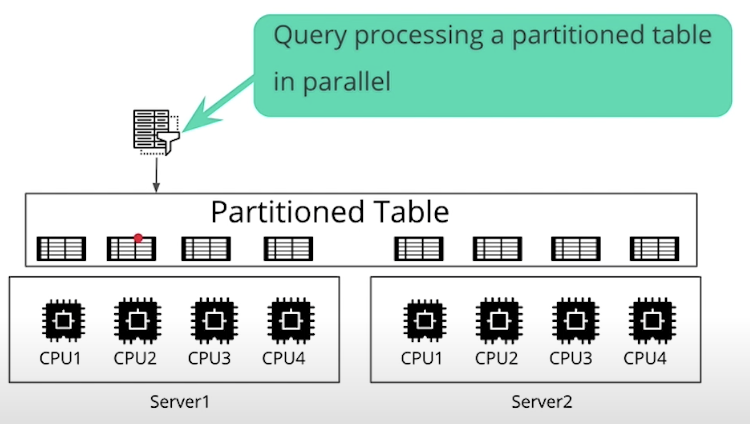 Query processing a partitioned table
in parallel
Partitioned Table
CPU1 CPU2 CPU3 CPU4 CPU1 CPU2 CPU3 CPU4
Server1 Server2